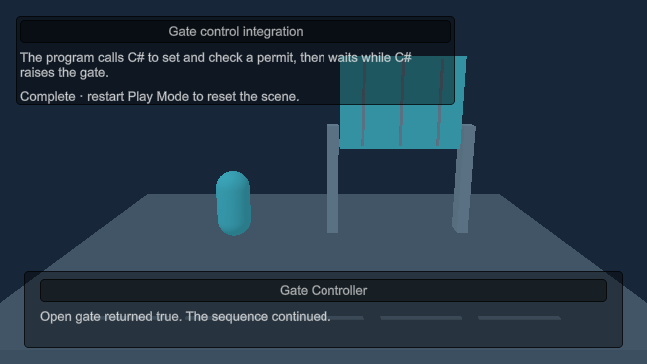 Gate control integration
The program calls C# to set and check a permit, then waits while C#
raises the gate.
Complete · restart Play Mode to reset the scene.
Gate Controller
Open gate returned true. The sequence continued.